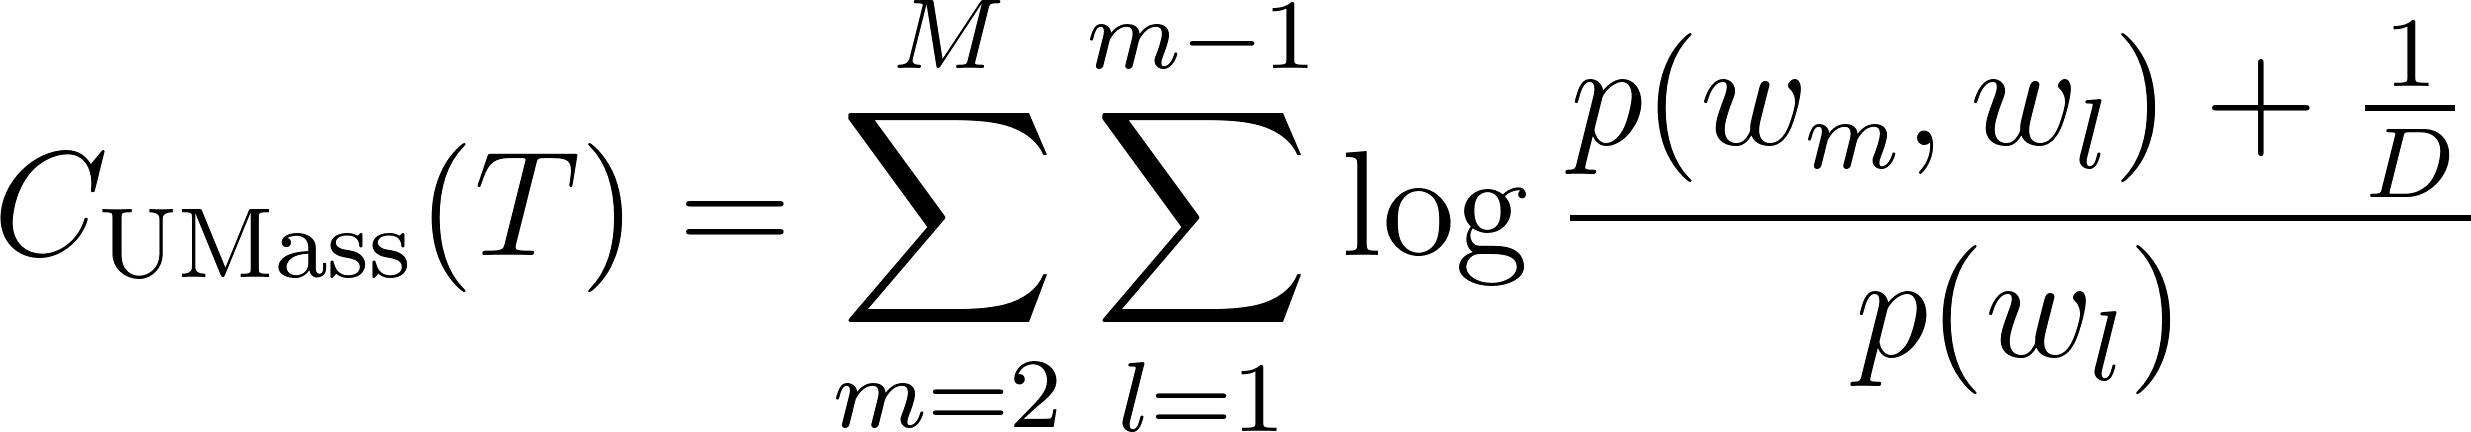 C_{\text{UMass}}(T) = \sum_{m=2}^{M} \sum_{l=1}^{m-1} \log \frac{p(w_m, w_l) + \frac{1}{D}}{p(w_l)}